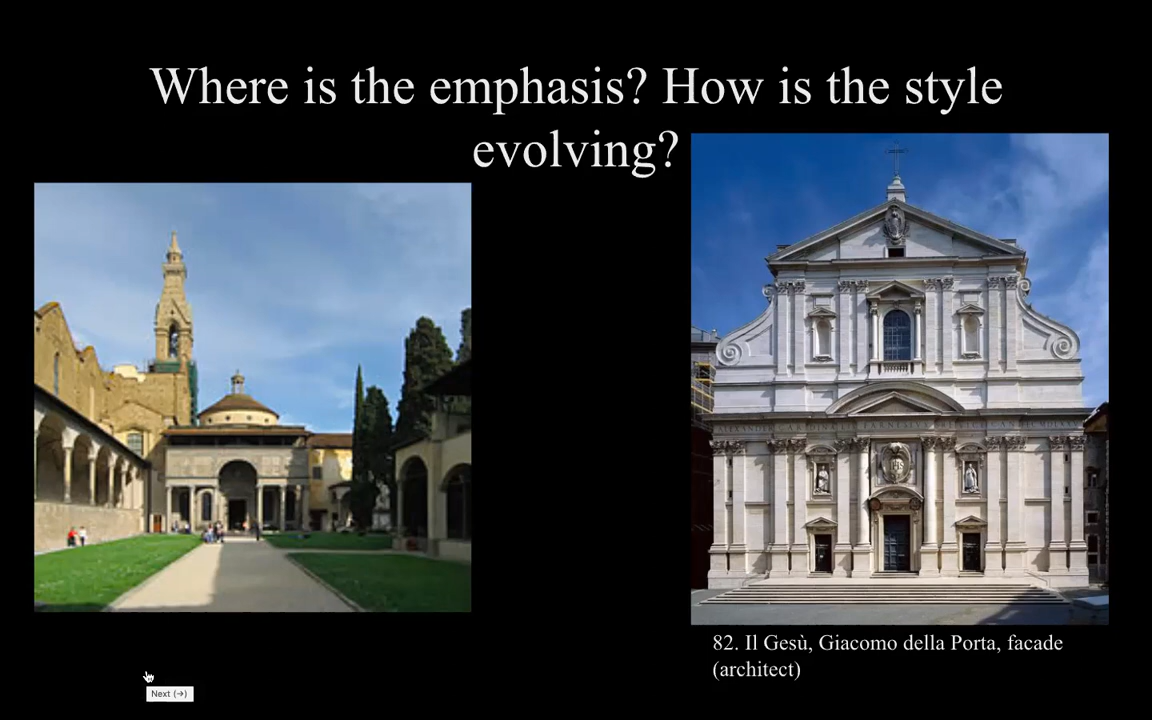 Where is the emphasis? How is the style
evolving?
82. Il Gesù, Giacomo della Porta, facade
(architect)
Next (→)